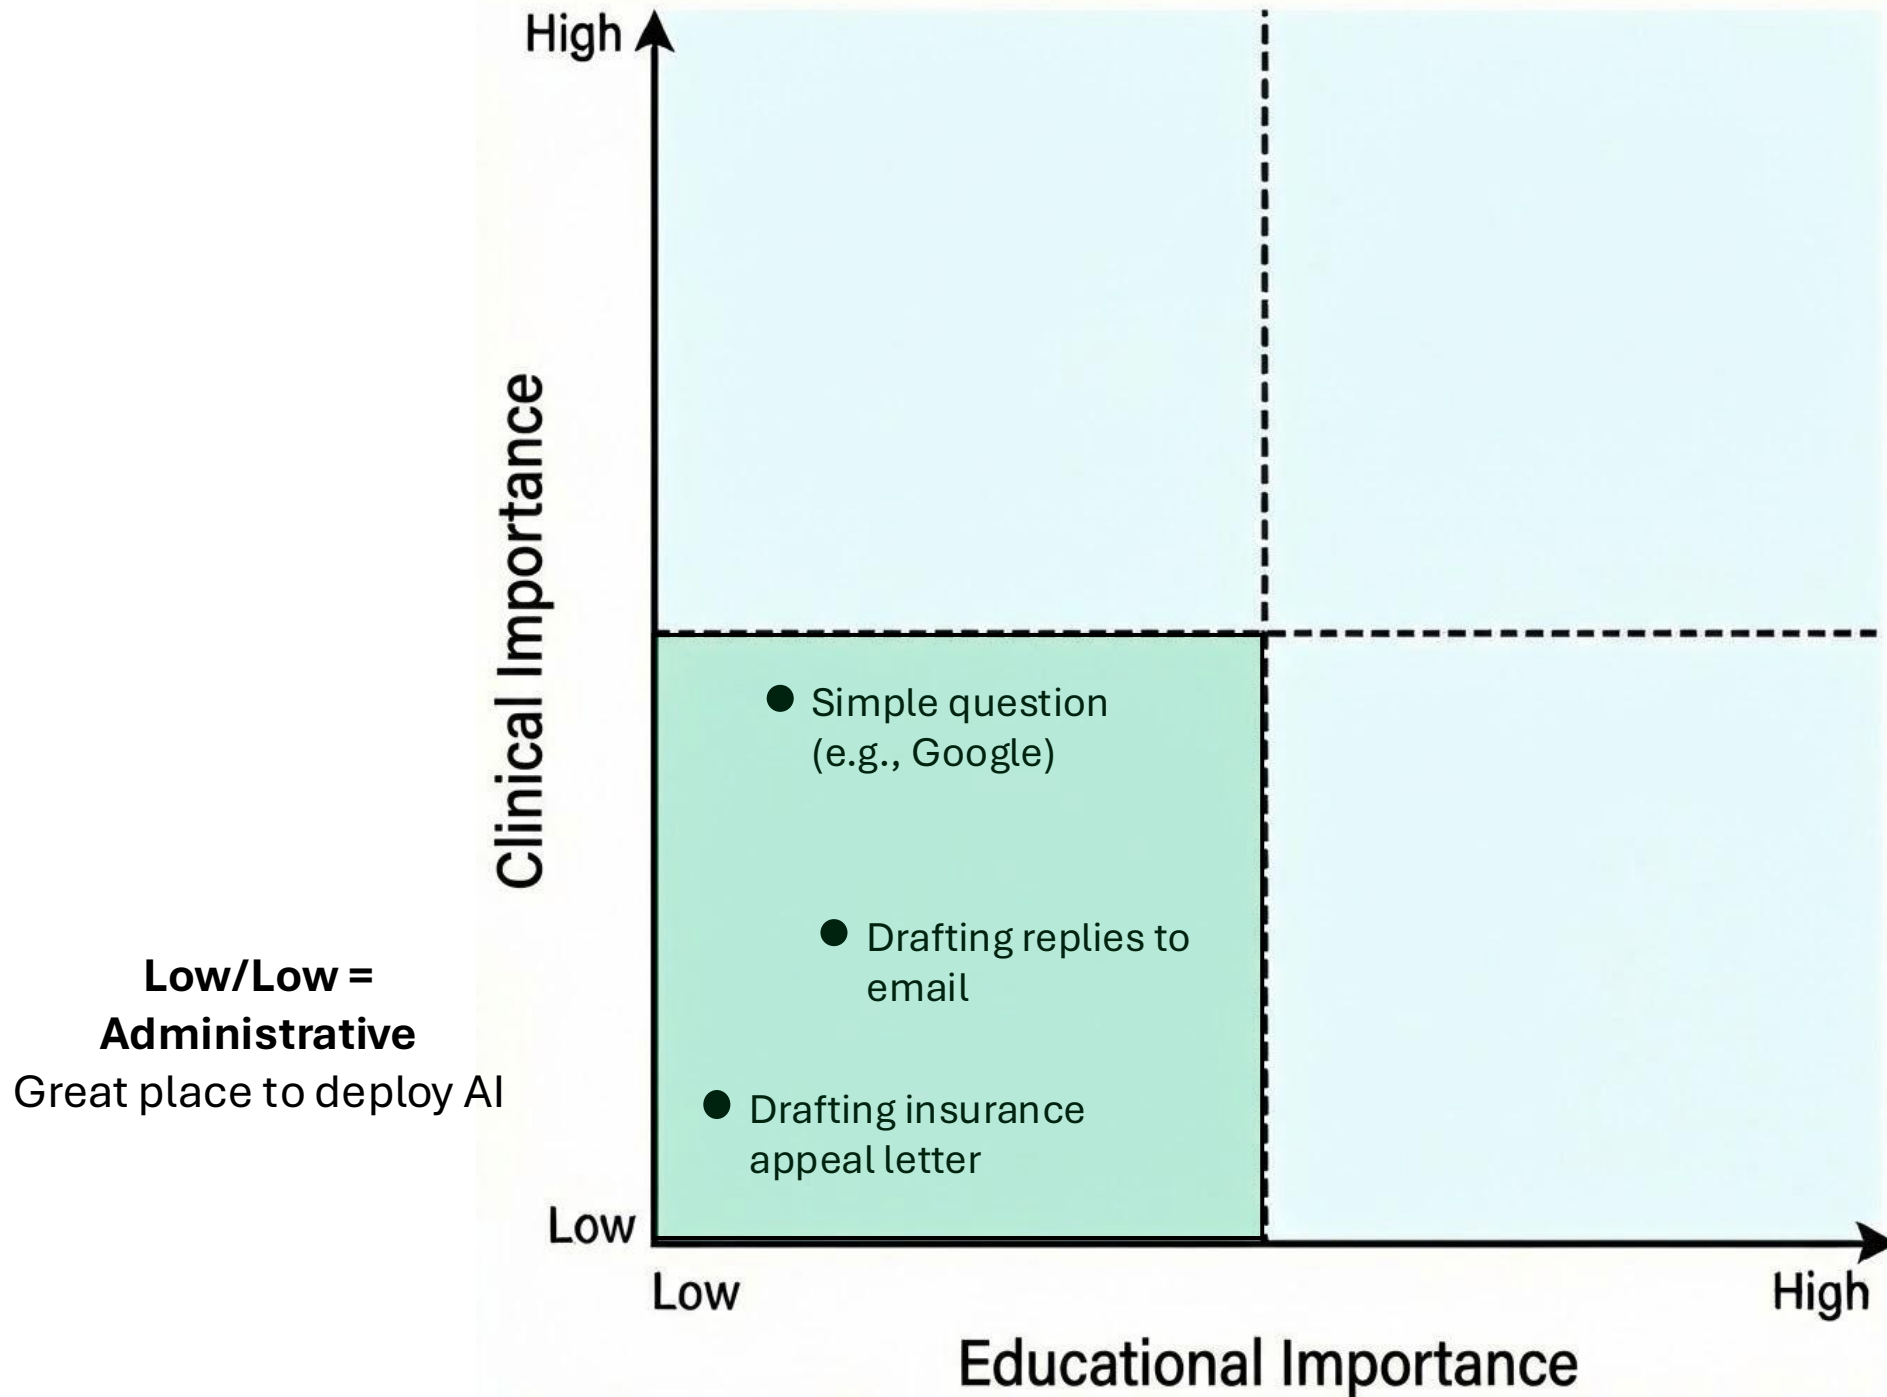 High
Clinical Importance
Simple question
(e.g., Google)
Drafting replies to
email
Low/Low =
Administrative
Great place to deploy AI
Drafting insurance
appeal letter
Low
Low
High
Educational Importance